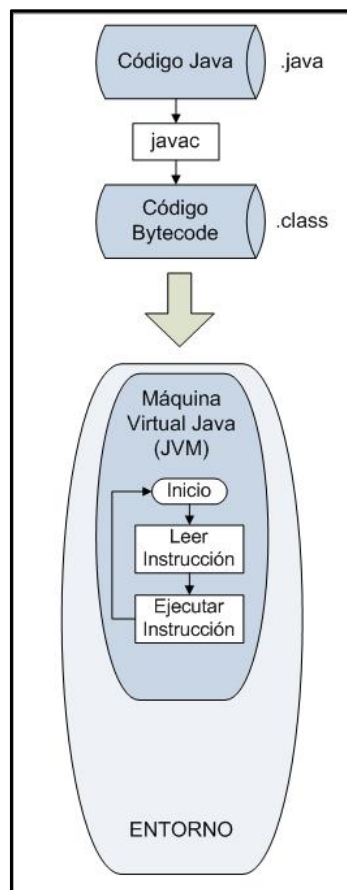 Código Java
.java
javac
Código
Bytecode
.class
Máquina
Virtual Java
(JVM)
Inicio
Leer
Instrucción
Ejecutar
Instrucción
ENTORNO